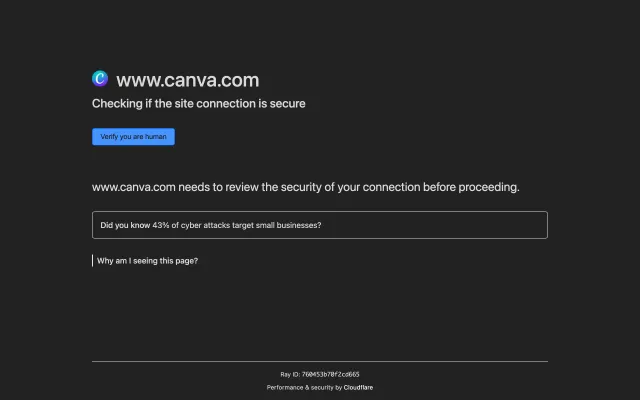 www.canva.com
Checking if the site connection is secure
Verify you are human
www.canva.com needs to review the security of your connection before proceeding.
Did you know 43% of cyber attacks target small businesses?
Why am I seeing this page?
Ray ID: 760453b70f2cd665
Performance & security by Cloudflare